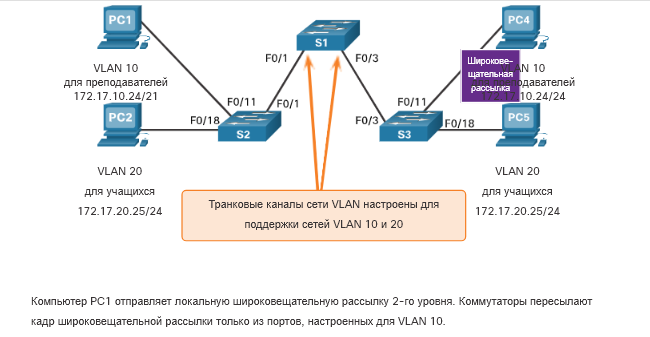 PC1
PC4
S1
F0/1
F0/3
VLAN 10
для преподавателей
172.17.10.24/21
Широкове-
щательная
рассылка
VLAN 10
для преподавателей
172.17.10.24/24
F0/11
F0/1
F0/11
PC2
F0/18
S2
F0/3
S3
F0/18
PC5
VLAN 20
для учащихся
172.17.20.25/24
VLAN 20
для учащихся
172.17.20.25/24
Транковые каналы сети VLAN настроены для
поддержки сетей VLAN 10 и 20
Компьютер PC1 отправляет локальную широковещательную рассылку 2-го уровня. Коммутаторы пересылают
кадр широковещательной рассылки только из портов, настроенных для VLAN 10.